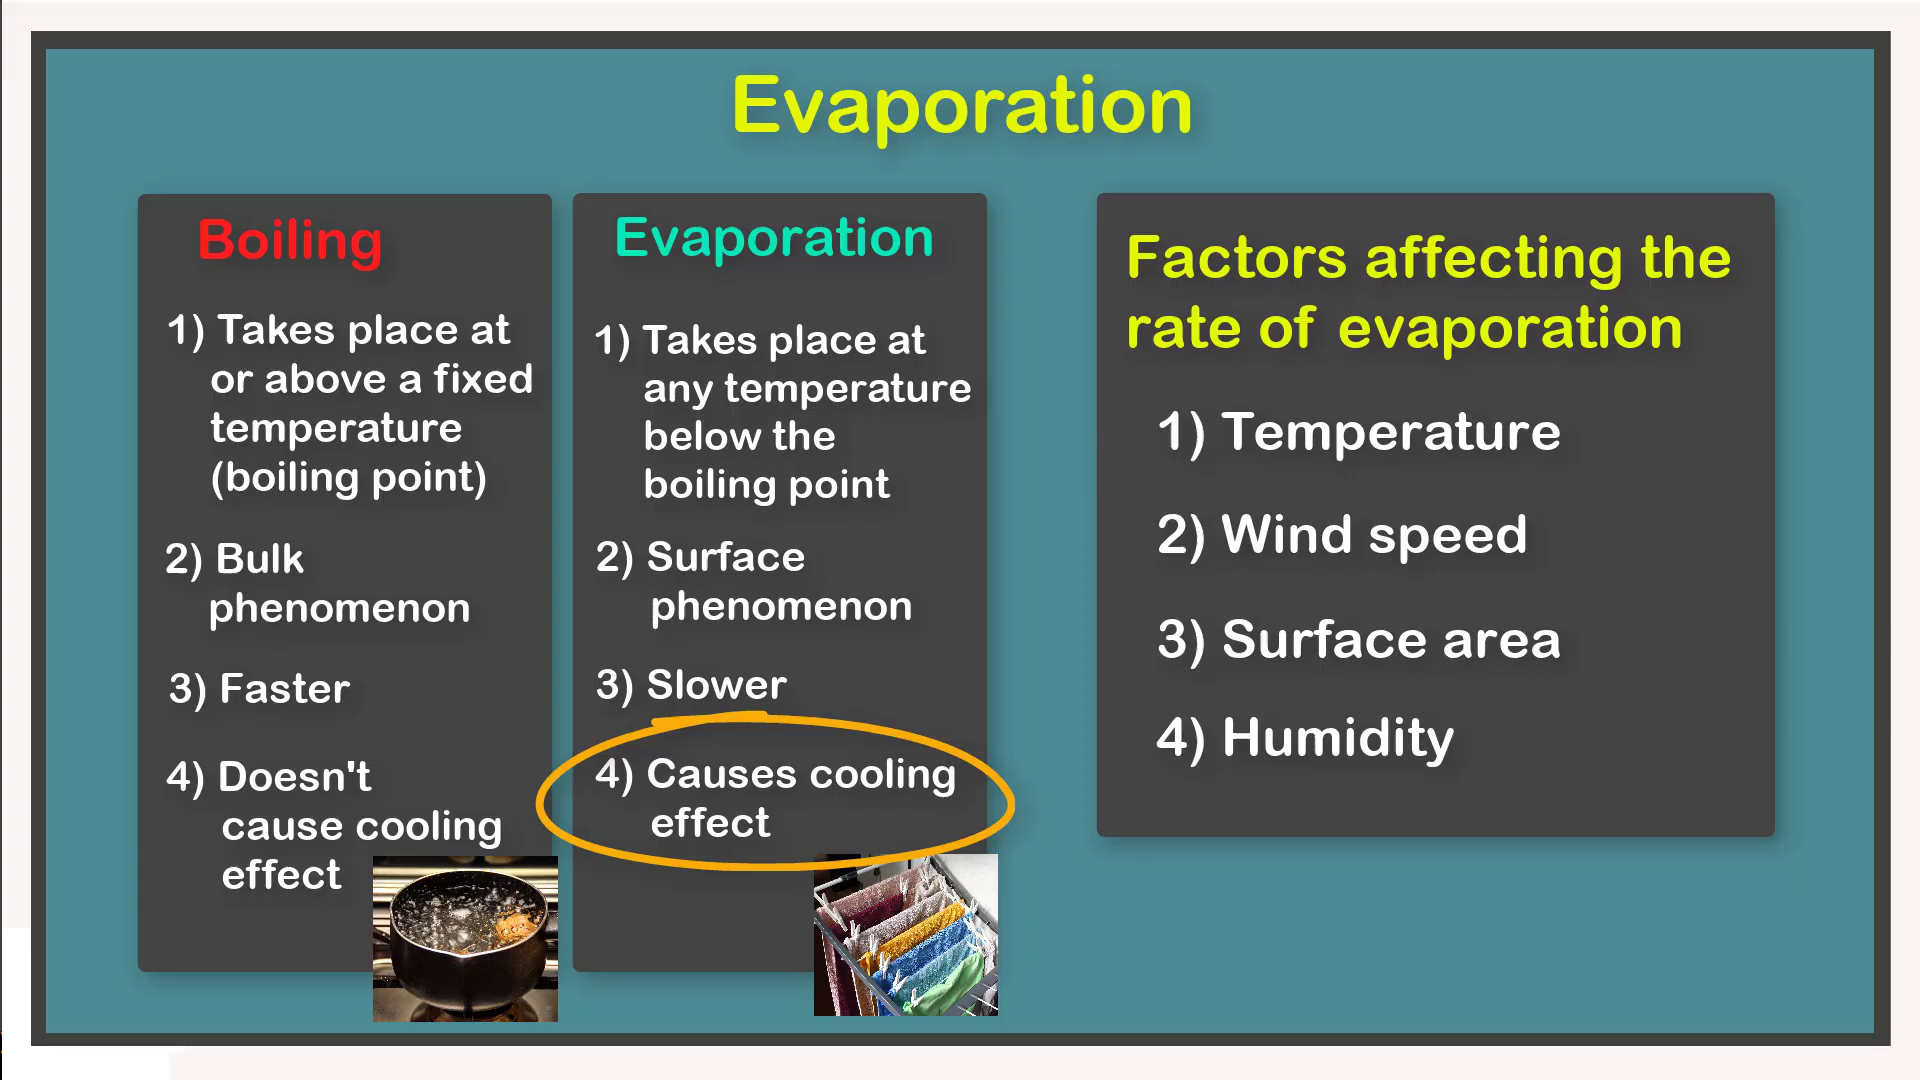 Evaporation
Boiling
1) Takes place at
or above a fixed
temperature
(boiling point)
2) Bulk
phenomenon
3) Faster
4) Doesn't
cause cooling
effect
Evaporation
1) Takes place at
any temperature
below the
boiling point
2) Surface
phenomenon
3) Slower
4) Causes cooling
effect
Factors affecting the
rate of evaporation
1) Temperature
2) Wind speed
3) Surface area
4) Humidity